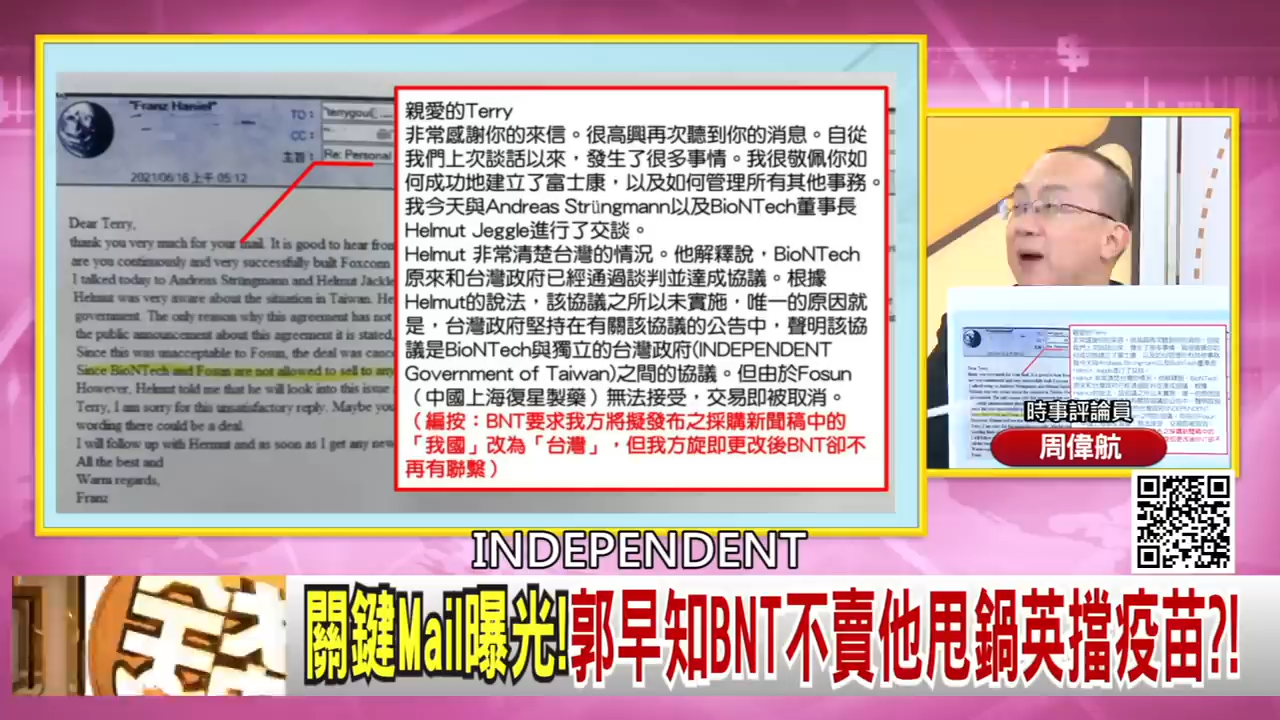 "Franz Haniel"
TO:
CC:
主旨:
Re: Personal
2021/06/16 上午 05:12
Dear Terry,
thank you very much for your mail. It is good to hear from
are you continuously and very successfully built Foxconn
I talked today to Andreas Strüngmann and Helmut Jäckle
Helmut was very aware about the situation in Taiwan. He
government. The only reason why this agreement has not
the public announcement about this agreement it is stated,
Since this was unacceptable to Fosun, the deal was canc
Since BioNTech and Fosun are not allowed to sell to
However, Helmut told me that he will look into this issue
Terry, I am sorry for this unsatisfactory reply. Maybe you
wording there could be a deal.
I will follow up with Hermut and as soon as I get any new
All the best and
Warm regards,
Franz
親愛的Terry
非常感謝你的來信。很高興再次聽到你的消息。自從
我們上次談話以來，發生了很多事情。我很敬佩你如
何成功地建立了富士康，以及如何管理所有其他事務。
我今天與Andreas Strüngmann以及BioNTech董事長
Helmut Jeggle進行了交談。
Helmut 非常清楚台灣的情況。他解釋說，BioNTech
原來和台灣政府已經通過談判並達成協議。根據
Helmut的說法，該協議之所以未實施，唯一的原因就
是，台灣政府堅持在有關該協議的公告中，聲明該協
議是BioNTech與獨立的台灣政府(INDEPENDENT
Government of Taiwan)之間的協議。但由於Fosun
（中國上海復星製藥）無法接受，交易即被取消。
（編按：BNT要求我方將擬發布之採購新聞稿中的
「我國」改為「台灣」，但我方旋即更改後BNT卻不
再有聯繫）
時事評論員
周偉航
INDEPENDENT
關鍵Mail曝光!郭早知BNT不賣他甩鍋英擋疫苗?!